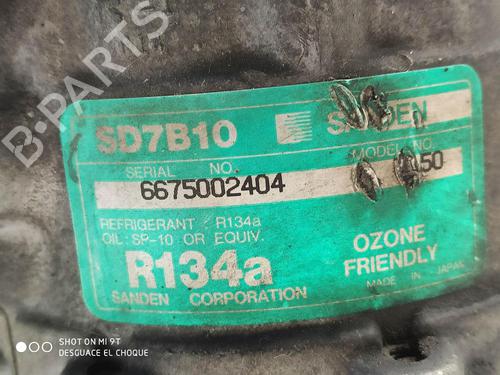 SD7B10
SANDEN
SERIAL NO.
MODEL NO.
6675002404
50
REFRIGERANT : R134a
OIL: SP-10 OR EQUIV.
R134a
OZONE
FRIENDLY
SANDEN CORPORATION
MADE IN JAPAN
B-PARTS
SHOT ON MI 9T
DESGUACE EL CHOQUE